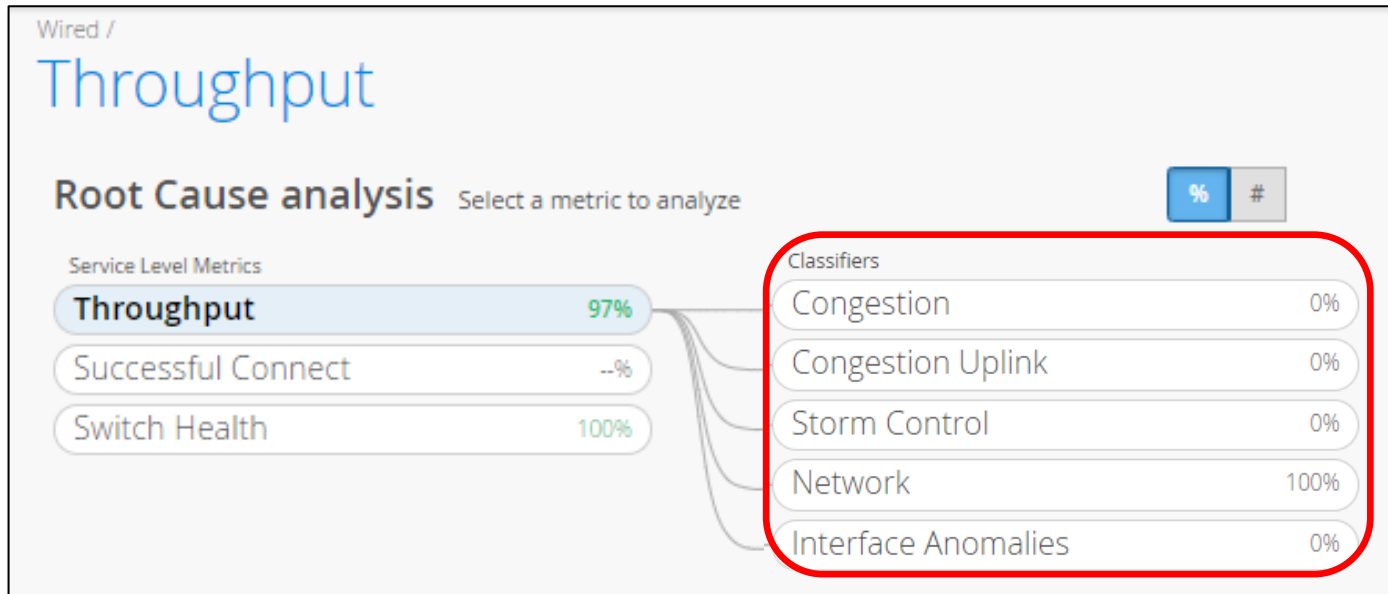 Wired /
Throughput
Root Cause analysis Select a metric to analyze
% #
Service Level Metrics
Throughput 97%
Successful Connect --%
Switch Health 100%
Classifiers
Congestion 0%
Congestion Uplink 0%
Storm Control 0%
Network 100%
Interface Anomalies 0%